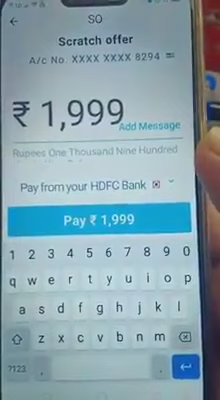 SO
Scratch offer
A/c No. XXXX XXXX 8294
₹ 1,999
Add Message
Rupees One Thousand Nine Hundred
Pay from your HDFC Bank
Pay ₹ 1,999
1 2 3 4 5 6 7 8 9 0
q w e r t y u i o p
a s d f g h j k l
z x c v b n m
?123 , .